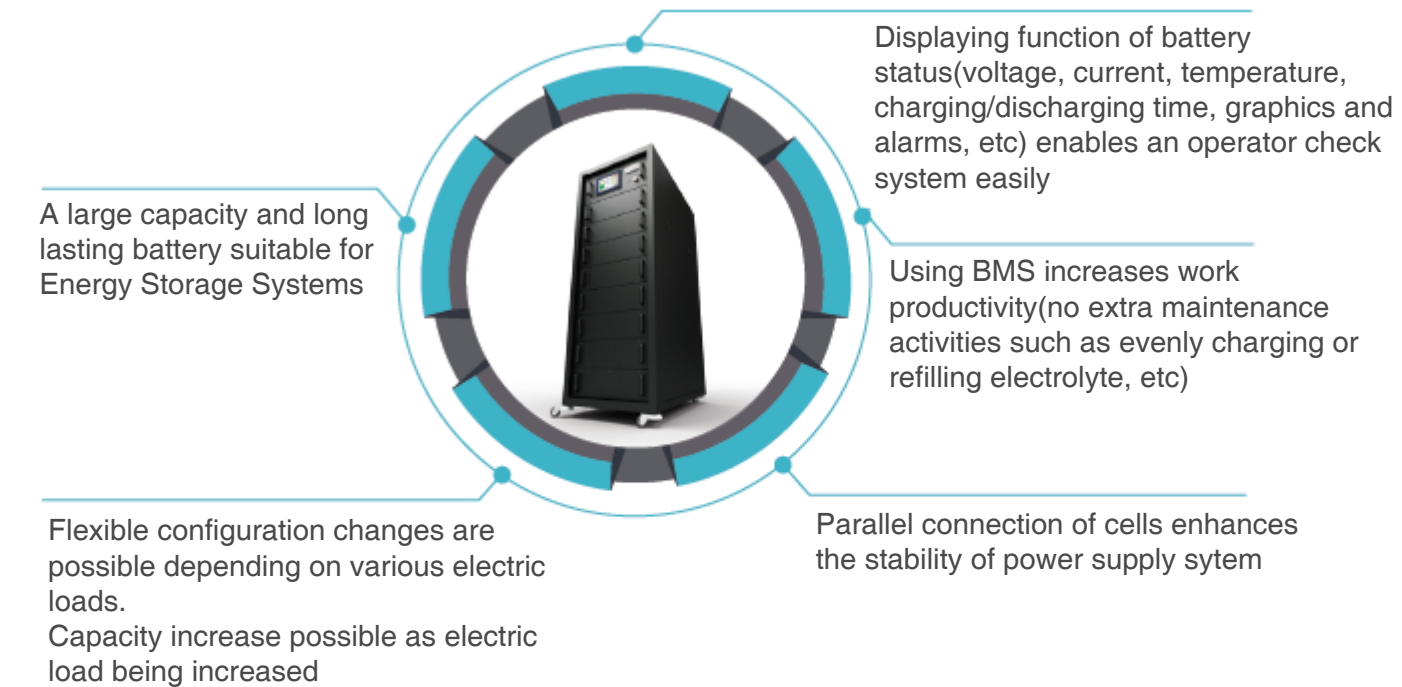 Displaying function of battery
status(voltage, current, temperature,
charging/discharging time, graphics and
alarms, etc) enables an operator check
system easily
A large capacity and long
lasting battery suitable for
Energy Storage Systems
Using BMS increases work
productivity(no extra maintenance
activities such as evenly charging or
refilling electrolyte, etc)
Flexible configuration changes are
possible depending on various electric
loads.
Capacity increase possible as electric
load being increased
Parallel connection of cells enhances
the stability of power supply sytem